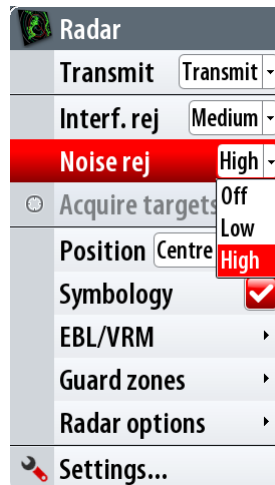 Radar
Transmit Transmit
Interf. rej Medium
Noise rej High
Off
Acquire targets
Low
Position Centre
High
Symbology
EBL/VRM
Guard zones
Radar options
Settings...